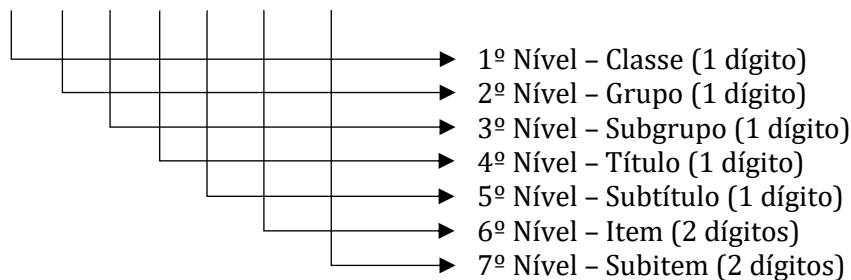 1º Nível – Classe (1 dígito)
2º Nível – Grupo (1 dígito)
3º Nível – Subgrupo (1 dígito)
4º Nível – Título (1 dígito)
5º Nível – Subtítulo (1 dígito)
6º Nível – Item (2 dígitos)
7º Nível – Subitem (2 dígitos)